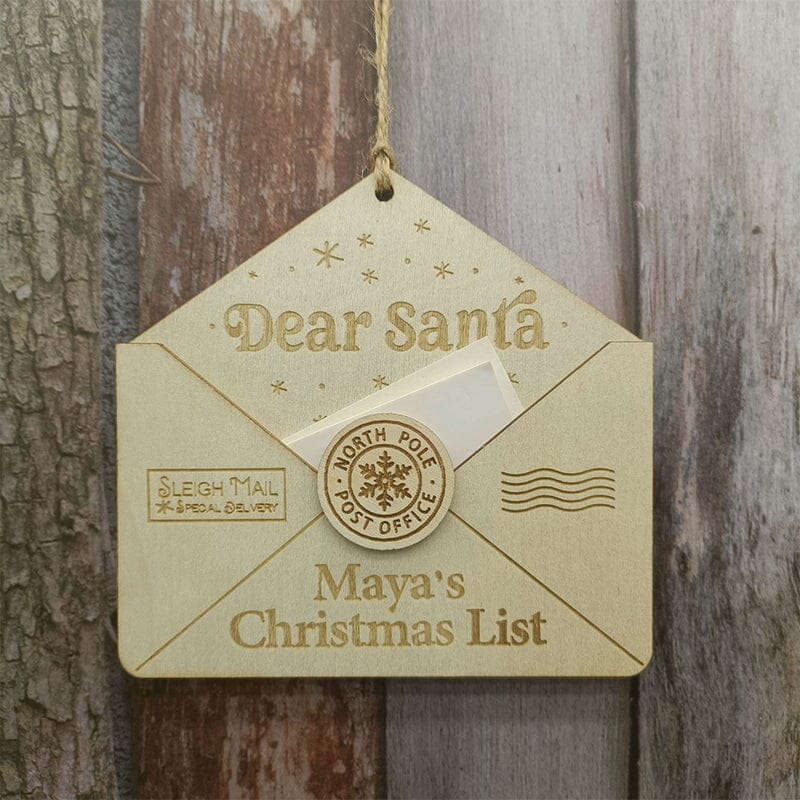 Dear Santa
NORTH POLE
POST OFFICE
SLEIGH MAIL
SPECIAL DELIVERY
Maya's
Christmas List